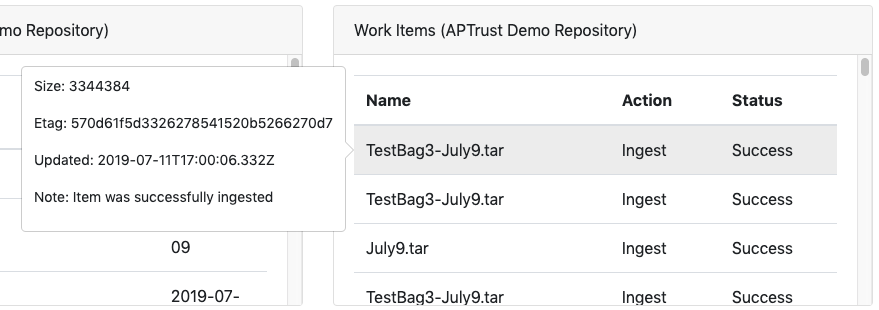 mo Repository)
Work Items (APTrust Demo Repository)
Size: 3344384
Etag: 570d61f5d3326278541520b5266270d7
Updated: 2019-07-11T17:00:06.332Z
Note: Item was successfully ingested
09
2019-07-
Name Action Status
TestBag3-July9.tar Ingest Success
TestBag3-July9.tar Ingest Success
July9.tar Ingest Success
TestBag3-July9.tar Ingest Success